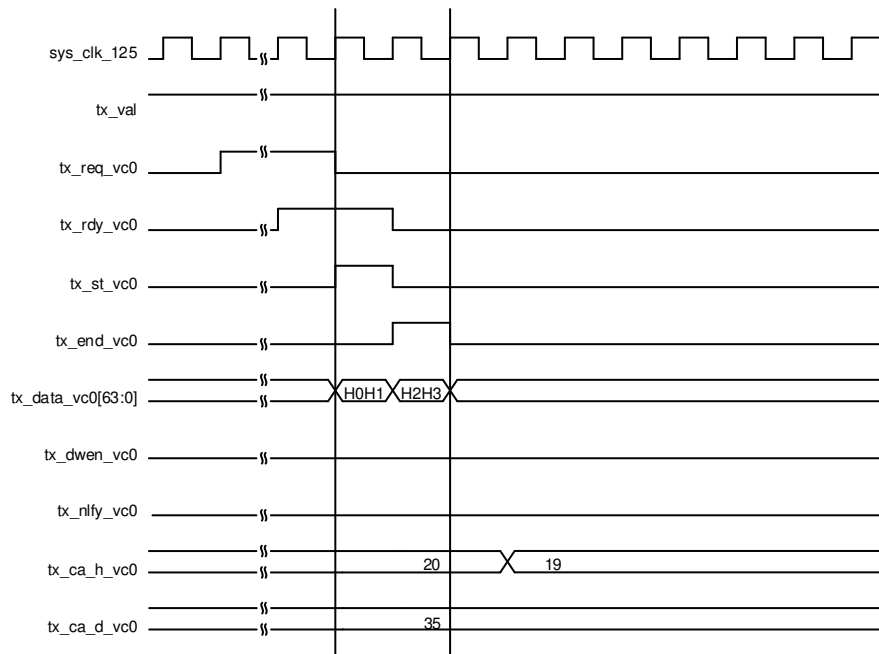 sys_clk_125
tx_val
tx_req_vc0
tx_rdy_vc0
tx_st_vc0
tx_end_vc0
tx_data_vc0[63:0] H0H1 H2H3
tx_dwen_vc0
tx_nlfy_vc0
tx_ca_h_vc0 20 19
tx_ca_d_vc0 35